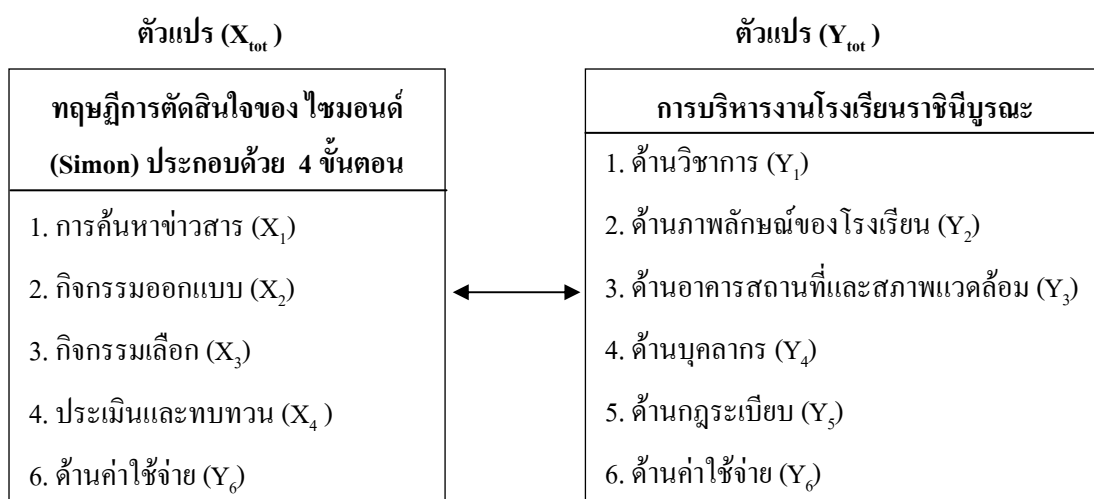 ตัวแปร (Xtot)
ทฤษฏีการตัดสินใจของ ไซมอนด์
(Simon) ประกอบด้วย 4 ขั้นตอน
1. การค้นหาข่าวสาร (X1)
2. กิจกรรมออกแบบ (X2)
3. กิจกรรมเลือก (X3)
4. ประเมินและทบทวน (X4 )
6. ด้านค่าใช้จ่าย (Y6)
ตัวแปร (Ytot )
การบริหารงานโรงเรียนราชินีบูรณะ
1. ด้านวิชาการ (Y1)
2. ด้านภาพลักษณ์ของโรงเรียน (Y2)
3. ด้านอาคารสถานที่และสภาพแวดล้อม (Y3)
4. ด้านบุคลากร (Y4)
5. ด้านกฎระเบียบ (Y5)
6. ด้านค่าใช้จ่าย (Y6)